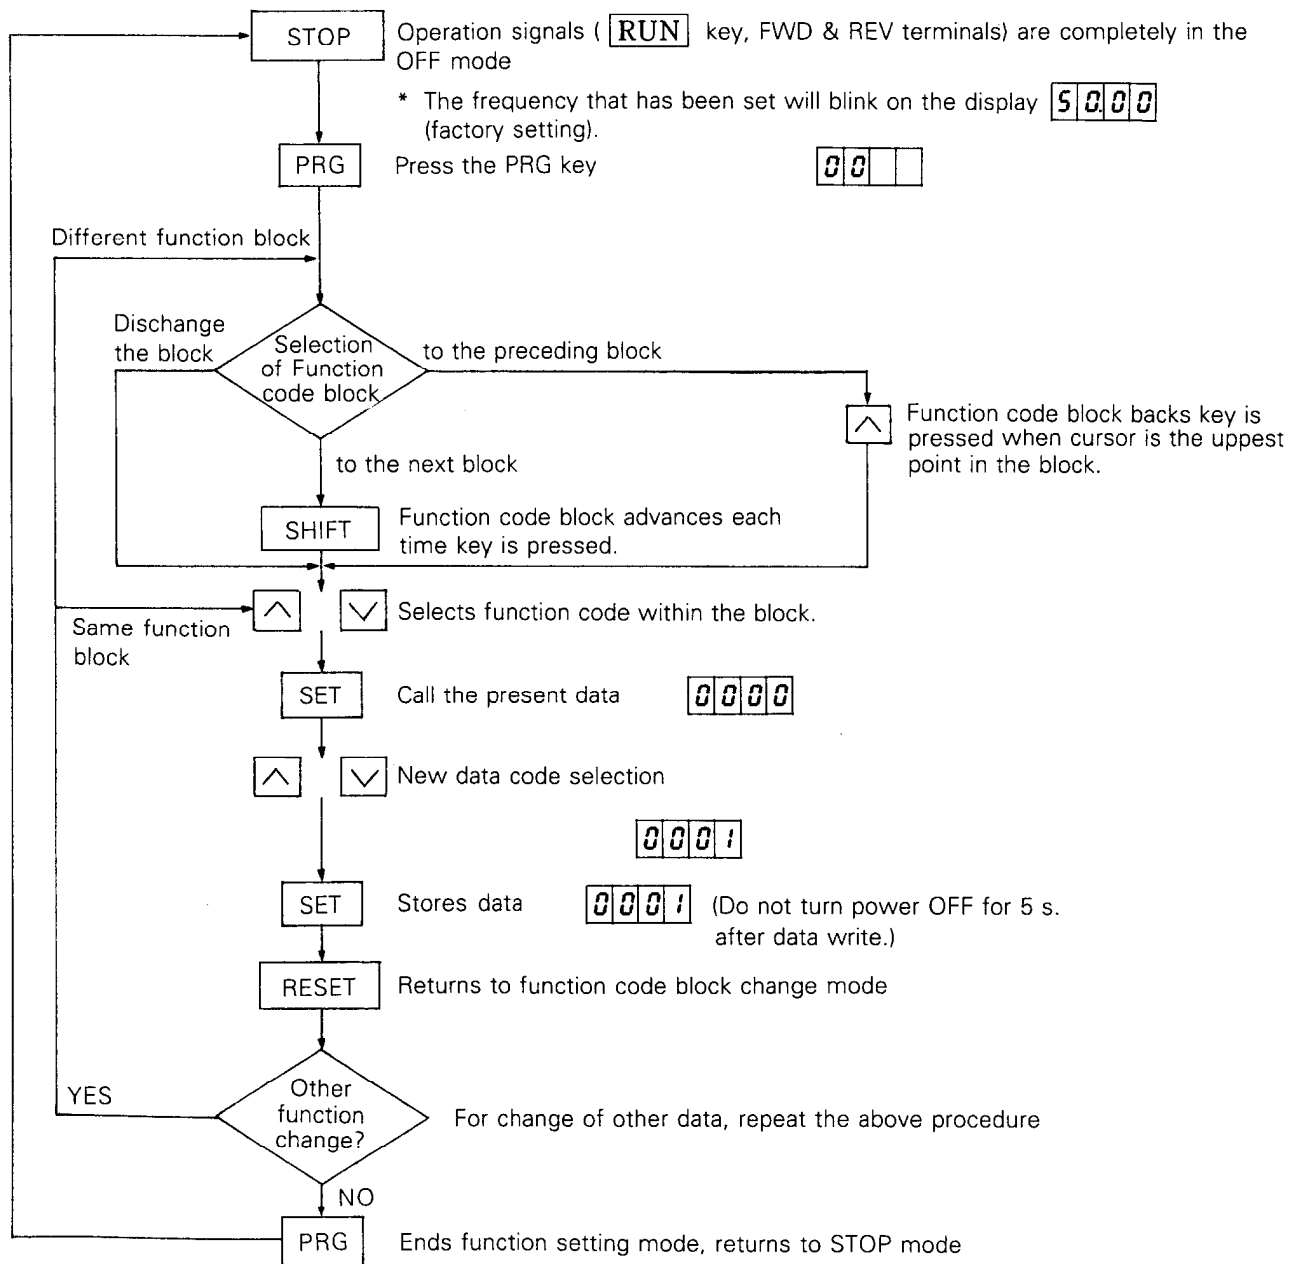 STOP
Operation signals ( RUN key, FWD & REV terminals) are completely in the
OFF mode
* The frequency that has been set will blink on the display 50.00
(factory setting).
PRG
Press the PRG key
00
Different function block
Discharge
the block
Selection
of Function
code block
to the preceding block
Function code block backs key is
pressed when cursor is the uppest
point in the block.
to the next block
SHIFT
Function code block advances each
time key is pressed.
Selects function code within the block.
Same function
block
SET
Call the present data
0000
New data code selection
0001
SET
Stores data
0001
(Do not turn power OFF for 5 s.
after data write.)
RESET
Returns to function code block change mode
YES
Other
function
change?
For change of other data, repeat the above procedure
NO
PRG
Ends function setting mode, returns to STOP mode